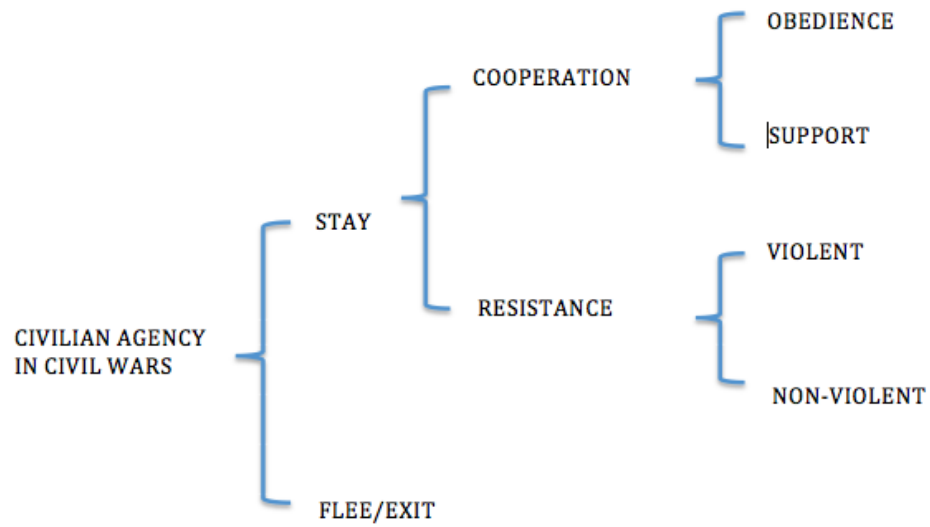 OBEDIENCE
COOPERATION
SUPPORT
STAY
VIOLENT
RESISTANCE
CIVILIAN AGENCY
IN CIVIL WARS
NON-VIOLENT
FLEE/EXIT